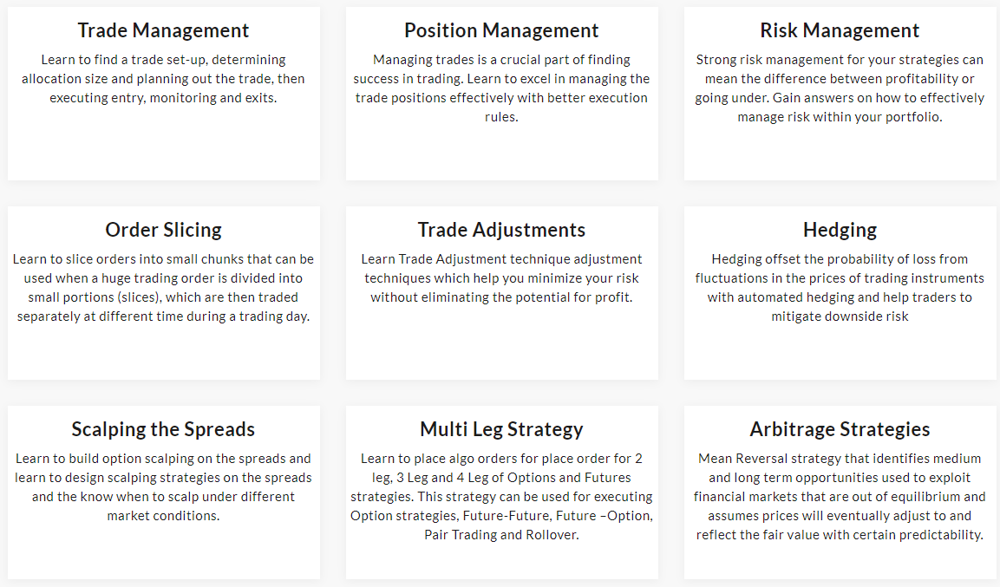 Trade Management
Learn to find a trade set-up, determining
allocation size and planning out the trade, then
executing entry, monitoring and exits.
Position Management
Managing trades is a crucial part of finding
success in trading. Learn to excel in managing the
trade positions effectively with better execution
rules.
Risk Management
Strong risk management for your strategies can
mean the difference between profitability or
going under. Gain answers on how to effectively
manage risk within your portfolio.
Order Slicing
Learn to slice orders into small chunks that can be
used when a huge trading order is divided into
small portions (slices), which are then traded
separately at different time during a trading day.
Trade Adjustments
Learn Trade Adjustment technique adjustment
techniques which help you minimize your risk
without eliminating the potential for profit.
Hedging
Hedging offset the probability of loss from
fluctuations in the prices of trading instruments
with automated hedging and help traders to
mitigate downside risk
Scalping the Spreads
Learn to build option scalping on the spreads and
learn to design scalping strategies on the spreads
and the know when to scalp under different
market conditions.
Multi Leg Strategy
Learn to place algo orders for place order for 2
leg, 3 Leg and 4 Leg of Options and Futures
strategies. This strategy can be used for executing
Option strategies, Future-Future, Future –Option,
Pair Trading and Rollover.
Arbitrage Strategies
Mean Reversal strategy that identifies medium
and long term opportunities used to exploit
financial markets that are out of equilibrium and
assumes prices will eventually adjust to and
reflect the fair value with certain predictability.